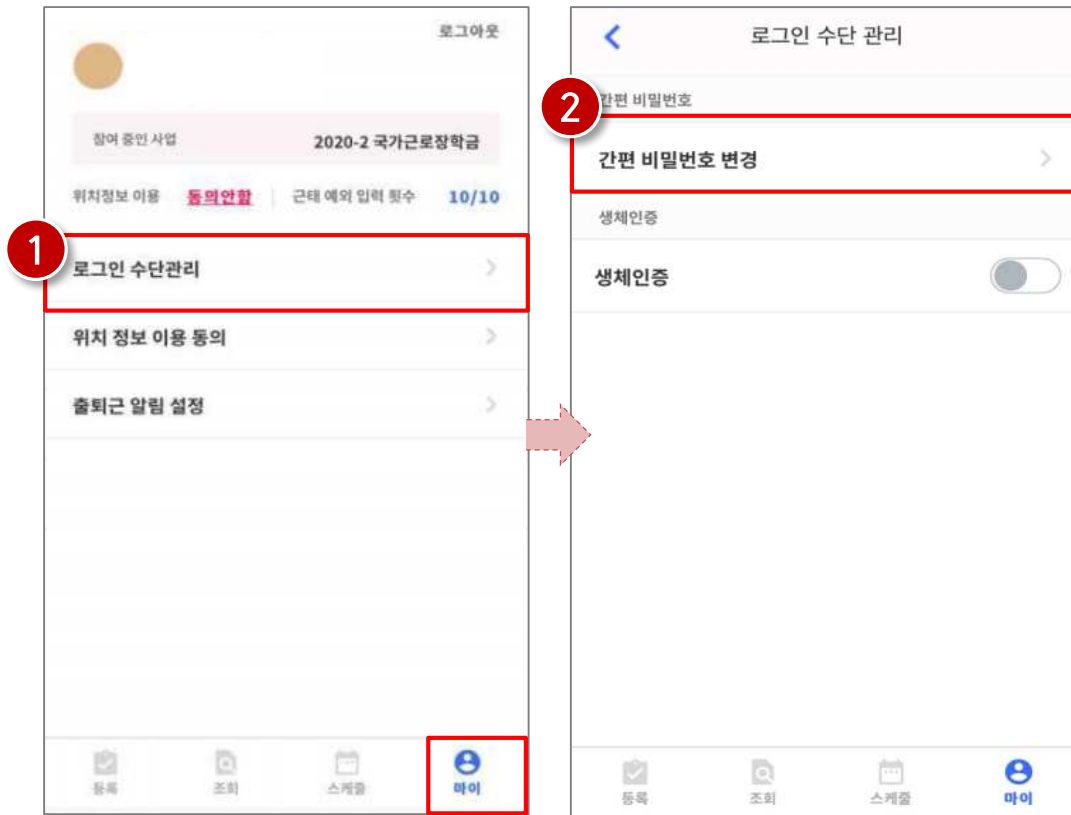 로그아웃
참여 중인 사업 2020-2 국가근로장학금
위치정보 이용 동의안함 근태 예외 입력 횟수 10/10
1
로그인 수단관리
위치 정보 이용 동의
출퇴근 알림 설정
등록 조회 스케줄 마이
로그인 수단 관리
2
간편 비밀번호
간편 비밀번호 변경
생체인증
생체인증
등록 조회 스케줄 마이